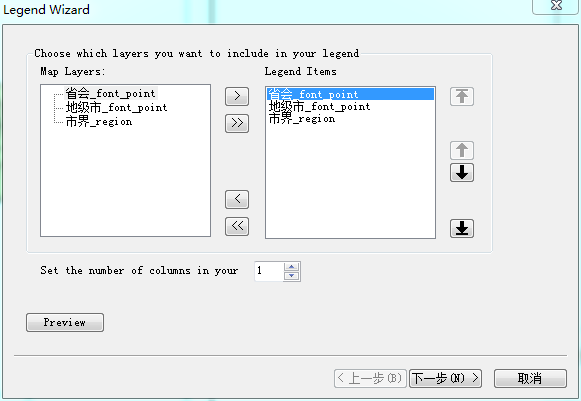 Legend Wizard
Choose which layers you want to include in your legend
Map Layers:
Legend Items
省会_font_point
地级市_font_point
市界_region
>
>>
<
<<
省会_font_point
地级市_font_point
市界_region
Set the number of columns in your
1
Preview
< 上一步(B)
下一步(N) >
取消